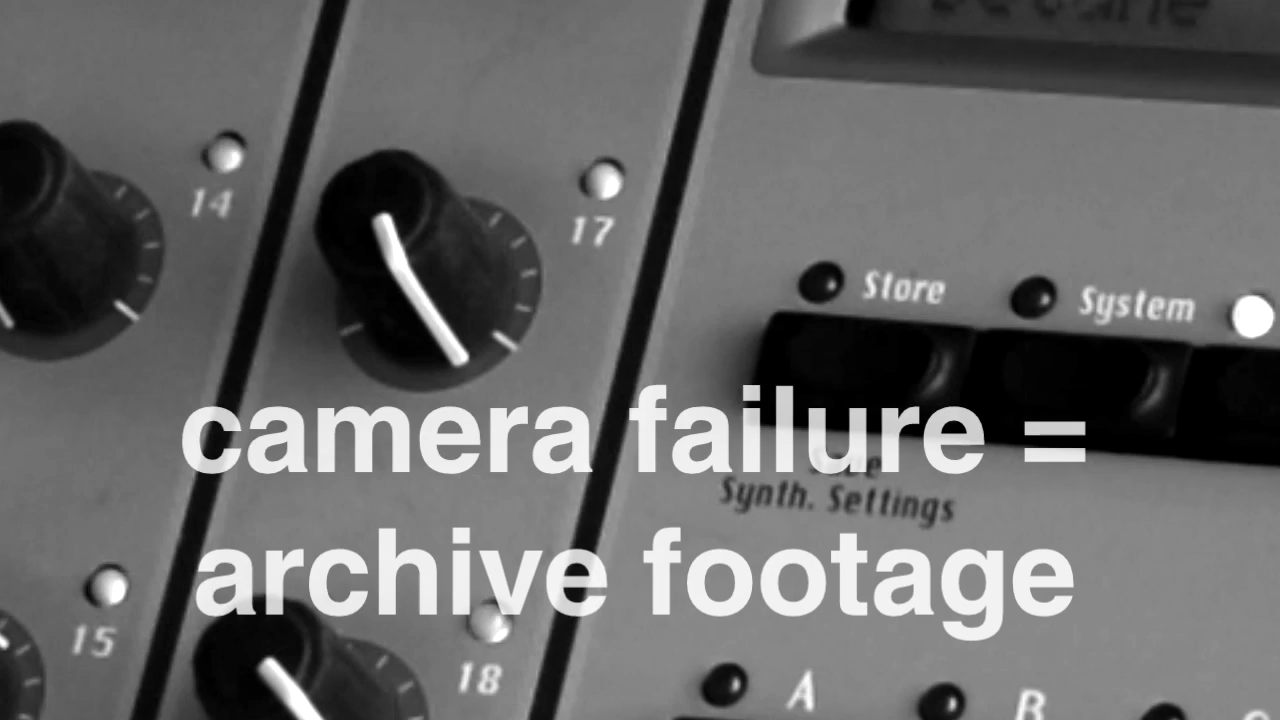 14
17
Store
System
camera failure =
Synth. Settings
archive footage
15
18
A
B